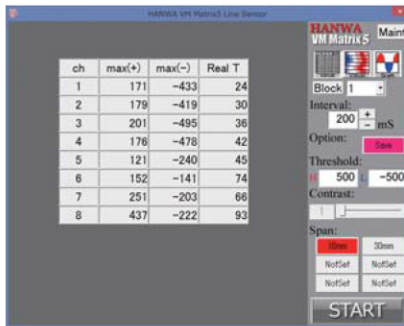 HANWA VM Matrix5 Line Sensor
HANWA
VM Matrix5
Maint
ch max(+) max(-) Real T
1 171 -433 24
2 179 -419 30
3 201 -495 36
4 176 -478 42
5 121 -240 45
6 152 -141 74
7 251 -203 66
8 437 -222 93
Block 1
Interval:
200 + - mS
Option:
Save
Threshold:
H 500 L -500
Contrast:
1
Span:
10mm 30mm
NotSet NotSet
NotSet NotSet
START